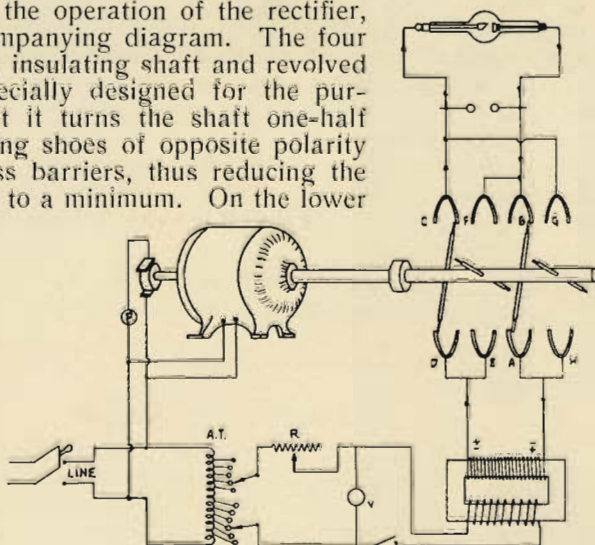 the operation of the rectifier,
mpanying diagram. The four
insulating shaft and revolved
ecially designed for the pur-
t it turns the shaft one-half
ng shoes of opposite polarity
ss barriers, thus reducing the
to a minimum. On the lower
C F B G
D E A H
A.T. R
LINE
V